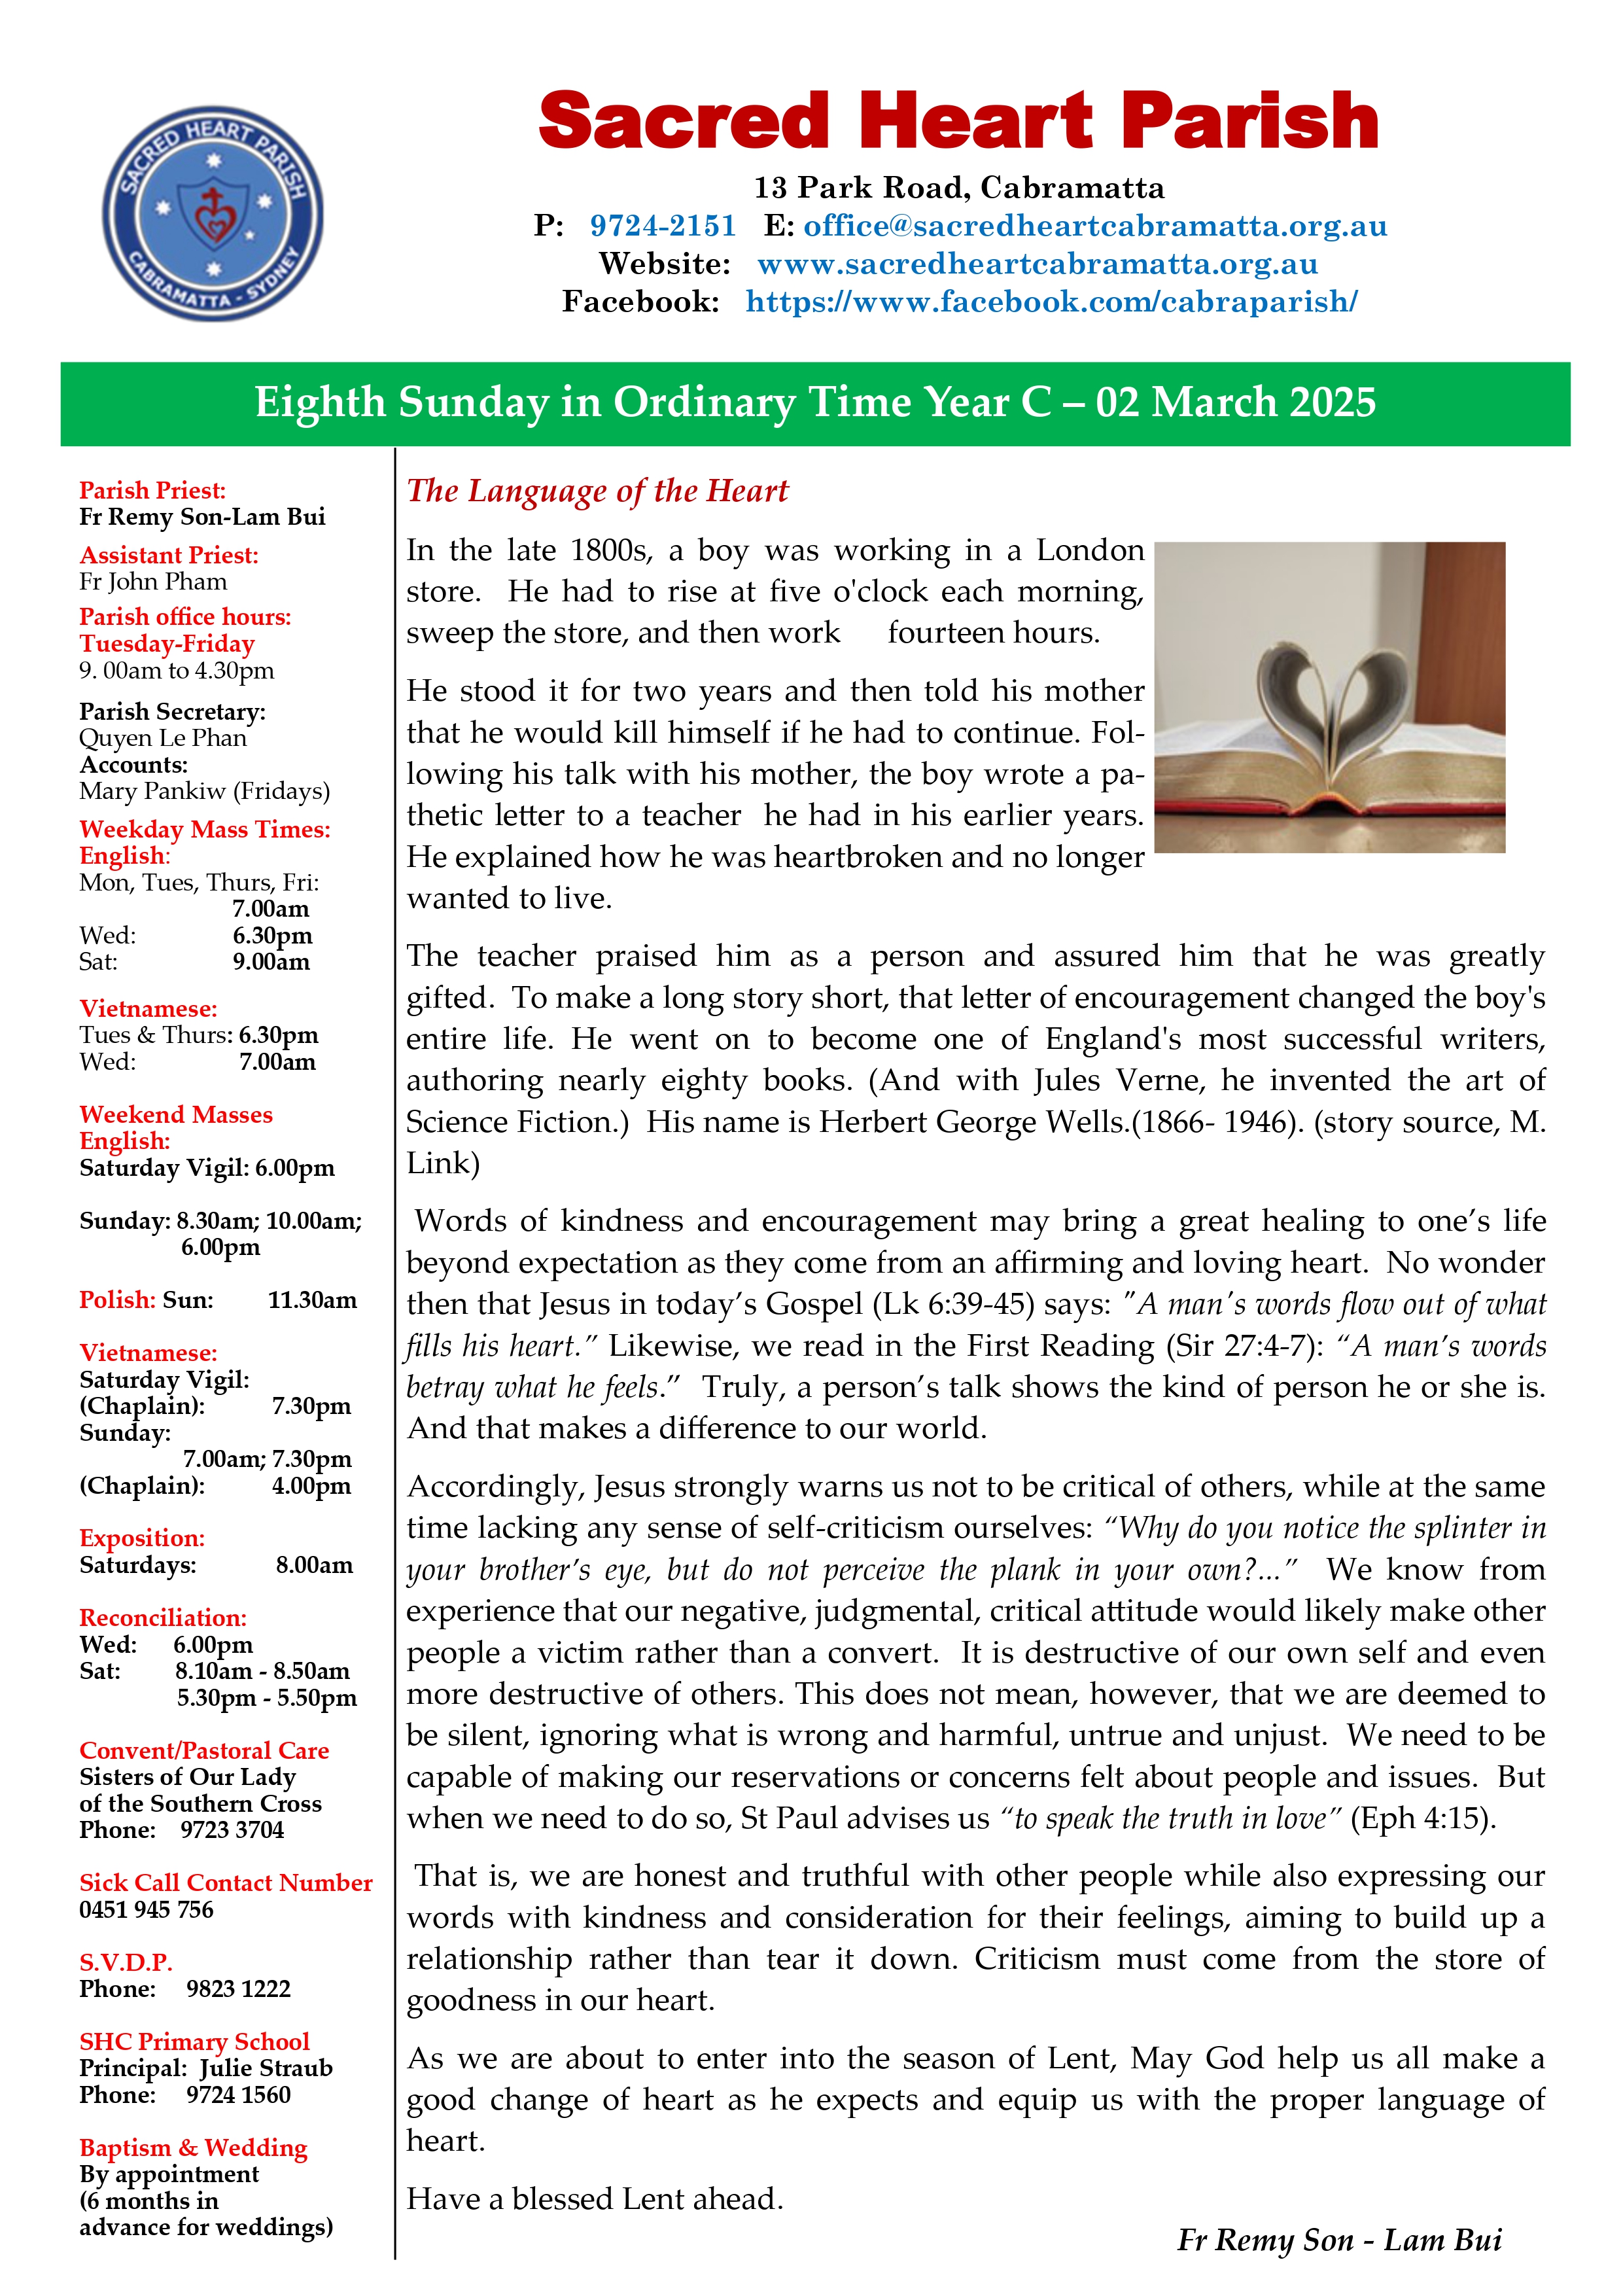 SACRED HEART PARISH
CABRAMATTA - SYDNEY
Sacred Heart Parish
13 Park Road, Cabramatta
P: 9724-2151 E: office@sacredheartcabramatta.org.au
Website: www.sacredheartcabramatta.org.au
Facebook: https://www.facebook.com/cabraparish/
Eighth Sunday in Ordinary Time Year C – 02 March 2025
Parish Priest:
Fr Remy Son-Lam Bui
Assistant Priest:
Fr John Pham
Parish office hours:
Tuesday-Friday
9. 00am to 4.30pm
Parish Secretary:
Quyen Le Phan
Accounts:
Mary Pankiw (Fridays)
Weekday Mass Times:
English:
Mon, Tues, Thurs, Fri:
7.00am
Wed: 6.30pm
Sat: 9.00am
Vietnamese:
Tues & Thurs: 6.30pm
Wed: 7.00am
Weekend Masses
English:
Saturday Vigil: 6.00pm
Sunday: 8.30am; 10.00am;
6.00pm
Polish: Sun: 11.30am
Vietnamese:
Saturday Vigil:
(Chaplain): 7.30pm
Sunday:
7.00am; 7.30pm
(Chaplain): 4.00pm
Exposition:
Saturdays: 8.00am
Reconciliation:
Wed: 6.00pm
Sat: 8.10am - 8.50am
5.30pm - 5.50pm
Convent/Pastoral Care
Sisters of Our Lady
of the Southern Cross
Phone: 9723 3704
Sick Call Contact Number
0451 945 756
S.V.D.P.
Phone: 9823 1222
SHC Primary School
Principal: Julie Straub
Phone: 9724 1560
Baptism & Wedding
By appointment
(6 months in
advance for weddings)
The Language of the Heart
In the late 1800s, a boy was working in a London
store. He had to rise at five o'clock each morning,
sweep the store, and then work fourteen hours.
He stood it for two years and then told his mother
that he would kill himself if he had to continue. Fol-
lowing his talk with his mother, the boy wrote a pa-
thetic letter to a teacher he had in his earlier years.
He explained how he was heartbroken and no longer
wanted to live.
The teacher praised him as a person and assured him that he was greatly
gifted. To make a long story short, that letter of encouragement changed the boy's
entire life. He went on to become one of England's most successful writers,
authoring nearly eighty books. (And with Jules Verne, he invented the art of
Science Fiction.) His name is Herbert George Wells.(1866- 1946). (story source, M.
Link)
Words of kindness and encouragement may bring a great healing to one’s life
beyond expectation as they come from an affirming and loving heart. No wonder
then that Jesus in today’s Gospel (Lk 6:39-45) says: "A man's words flow out of what
fills his heart.” Likewise, we read in the First Reading (Sir 27:4-7): “A man’s words
betray what he feels.” Truly, a person’s talk shows the kind of person he or she is.
And that makes a difference to our world.
Accordingly, Jesus strongly warns us not to be critical of others, while at the same
time lacking any sense of self-criticism ourselves: “Why do you notice the splinter in
your brother’s eye, but do not perceive the plank in your own?...” We know from
experience that our negative, judgmental, critical attitude would likely make other
people a victim rather than a convert. It is destructive of our own self and even
more destructive of others. This does not mean, however, that we are deemed to
be silent, ignoring what is wrong and harmful, untrue and unjust. We need to be
capable of making our reservations or concerns felt about people and issues. But
when we need to do so, St Paul advises us “to speak the truth in love” (Eph 4:15).
That is, we are honest and truthful with other people while also expressing our
words with kindness and consideration for their feelings, aiming to build up a
relationship rather than tear it down. Criticism must come from the store of
goodness in our heart.
As we are about to enter into the season of Lent, May God help us all make a
good change of heart as he expects and equip us with the proper language of
heart.
Have a blessed Lent ahead.
Fr Remy Son - Lam Bui